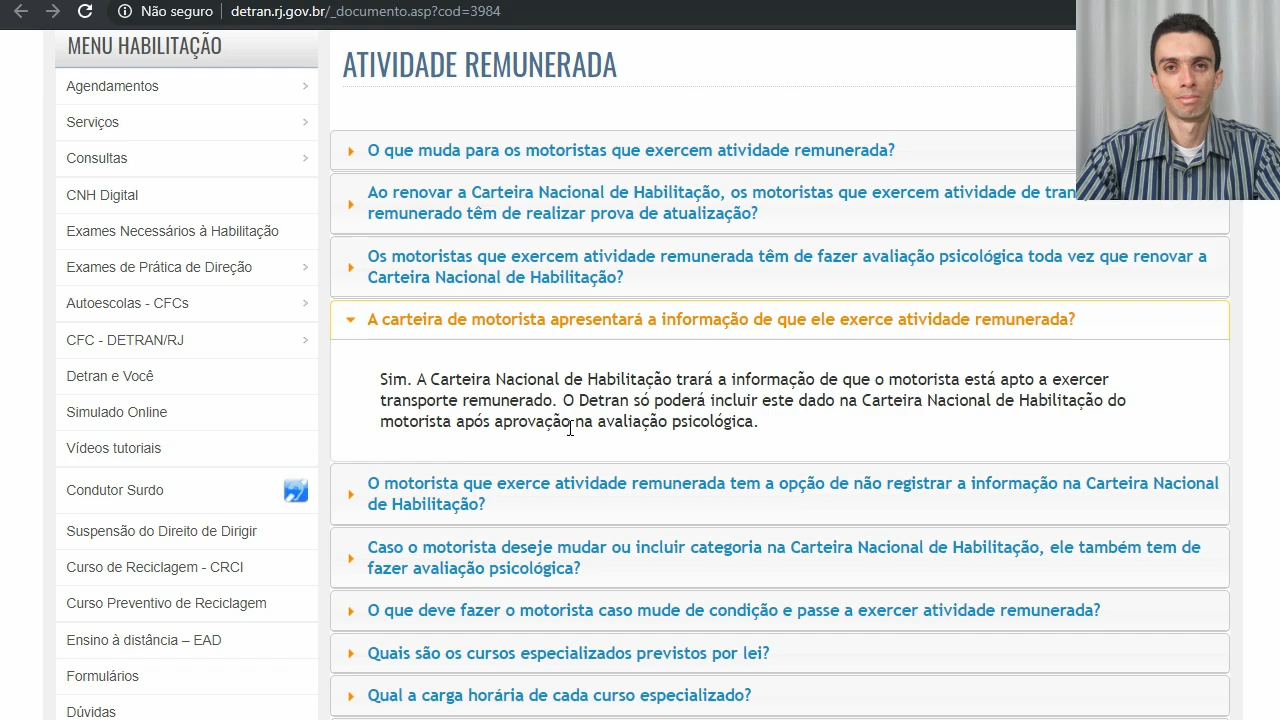 Não seguro
detran.rj.gov.br/_documento.asp?cod=3984
MENU HABILITAÇÃO
Agendamentos
Serviços
Consultas
CNH Digital
Exames Necessários à Habilitação
Exames de Prática de Direção
Autoescolas - CFCs
CFC - DETRAN/RJ
Detran e Você
Simulado Online
Vídeos tutoriais
Condutor Surdo
Suspensão do Direito de Dirigir
Curso de Reciclagem - CRCI
Curso Preventivo de Reciclagem
Ensino à distância – EAD
Formulários
Dúvidas
ATIVIDADE REMUNERADA
O que muda para os motoristas que exercem atividade remunerada?
Ao renovar a Carteira Nacional de Habilitação, os motoristas que exercem atividade de tran
remunerado têm de realizar prova de atualização?
Os motoristas que exercem atividade remunerada têm de fazer avaliação psicológica toda vez que renovar a
Carteira Nacional de Habilitação?
A carteira de motorista apresentará a informação de que ele exerce atividade remunerada?
Sim. A Carteira Nacional de Habilitação trará a informação de que o motorista está apto a exercer
transporte remunerado. O Detran só poderá incluir este dado na Carteira Nacional de Habilitação do
motorista após aprovação na avaliação psicológica.
O motorista que exerce atividade remunerada tem a opção de não registrar a informação na Carteira Nacional
de Habilitação?
Caso o motorista deseje mudar ou incluir categoria na Carteira Nacional de Habilitação, ele também tem de
fazer avaliação psicológica?
O que deve fazer o motorista caso mude de condição e passe a exercer atividade remunerada?
Quais são os cursos especializados previstos por lei?
Qual a carga horária de cada curso especializado?